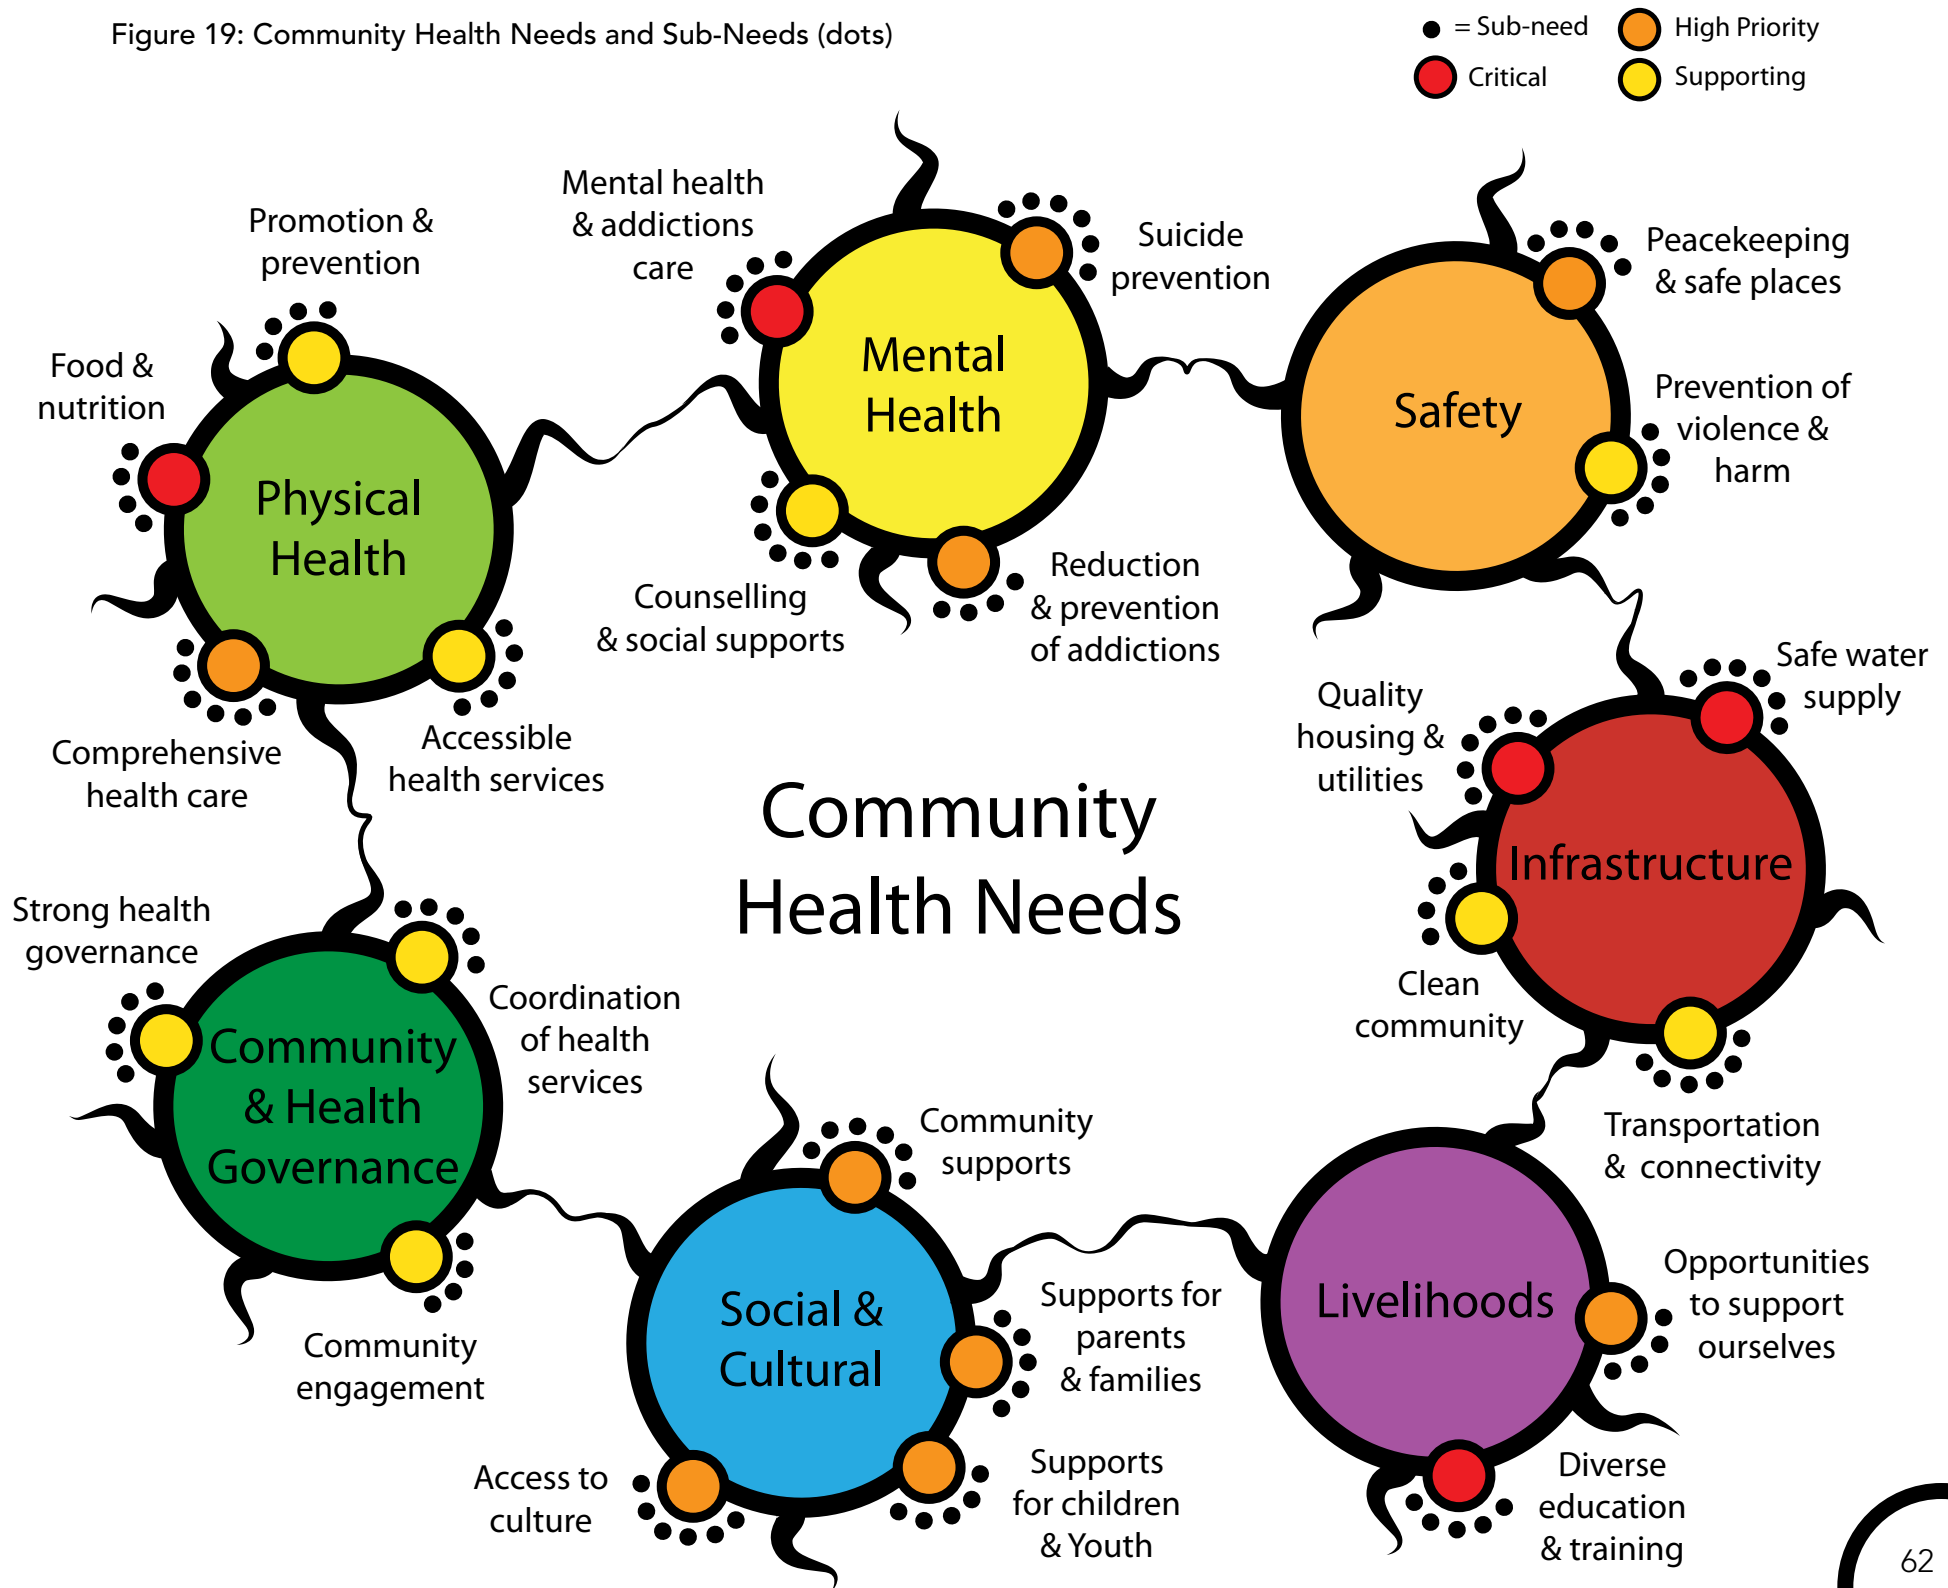 Figure 19: Community Health Needs and Sub-Needs (dots)
= Sub-need
High Priority
Critical
Supporting
Promotion &
prevention
Food &
nutrition
Physical
Health
Comprehensive
health care
Accessible
health services
Mental health
& addictions
care
Suicide
prevention
Mental
Health
Counselling
& social supports
Reduction
& prevention
of addictions
Peacekeeping
& safe places
Safety
Prevention of
violence &
harm
Safe water
supply
Quality
housing &
utilities
Infrastructure
Clean
community
Transportation
& connectivity
Community
Health Needs
Strong health
governance
Community
& Health
Governance
Coordination
of health
services
Community
engagement
Community
supports
Social &
Cultural
Supports for
parents
& families
Supports
for children
& Youth
Access to
culture
Livelihoods
Opportunities
to support
ourselves
Diverse
education
& training
62